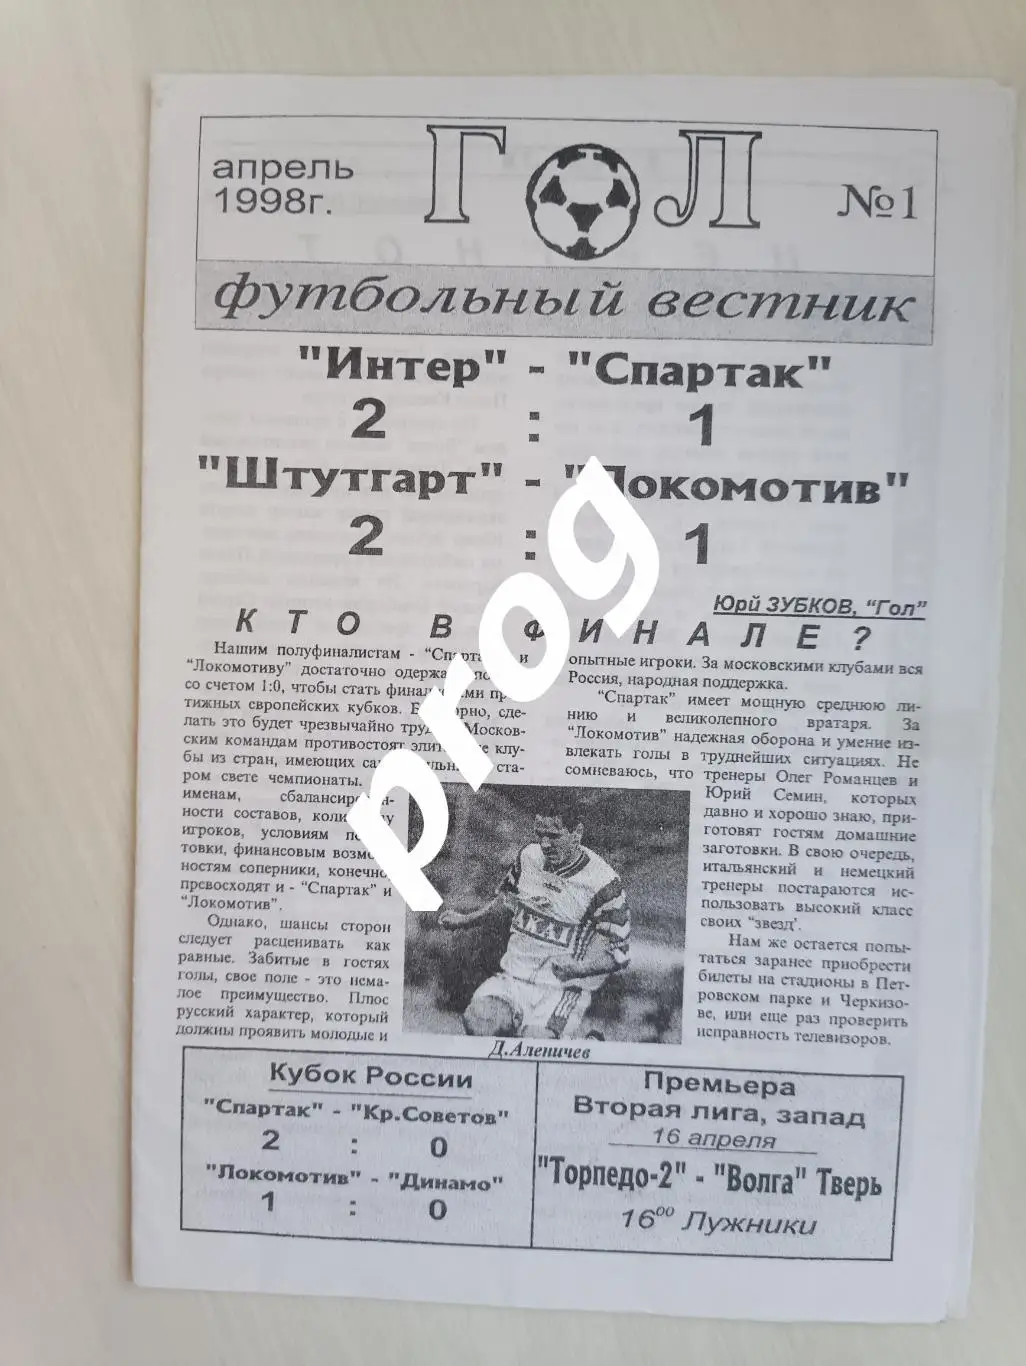 апрель
1998г.
ГОЛ
№1
футбольный вестник
"Интер" - "Спартак"
2 : 1
"Штутгарт" - "Локомотив"
2 : 1
Юрй ЗУБКОВ, "Гол"
КТО В ФИНАЛЕ?
Нашим полуфиналистам - "Спарта и
"Локомотиву" достаточно одержа
со счетом 1:0, чтобы стать
тижных европейских кубков. сде-
лать это будет чрезвычайно Москов-
ским командам противостоят клу-
бы из стран, имеющих ста-
ром свете чемпионаты.
именам,
ности составов,
игроков, условиям
товки, финансовым
ностям соперники, конечно,
превосходят и - "Спартак" и
"Локомотив".
Однако, шансы сторон
следует расценивать как
равные. Забитые в гостях
голы, свое поле - это нема-
лое преимущество. Плюс
русский характер, который
должны проявить молодые и
опытные игроки. За московскими клубами вся
Россия, народная поддержка.
"Спартак" имеет мощную среднюю ли-
нию и великолепного вратаря. За
"Локомотив" надежная оборона и умение из-
влекать голы в труднейших ситуациях. Не
сомневаюсь, что тренеры Олег Романцев и
Юрий Семин, которых
давно и хорошо знаю, при-
готовят гостям домашние
заготовки. В свою очередь,
итальянский и немецкий
тренеры постараются ис-
пользовать высокий класс
своих "звезд'.
Нам же остается попы-
таться заранее приобрести
билеты на стадионы в Пет-
ровском парке и Черкизо-
ве, или еще раз проверить
исправность телевизоров.
Д.Аленичев
Кубок России
"Спартак" - "Кр.Советов"
2 : 0
"Локомотив" - "Динамо"
1 : 0
Премьера
Вторая лига, запад
16 апреля
"Торпедо-2" - "Волга" Тверь
16⁰⁰ Лужники
prog